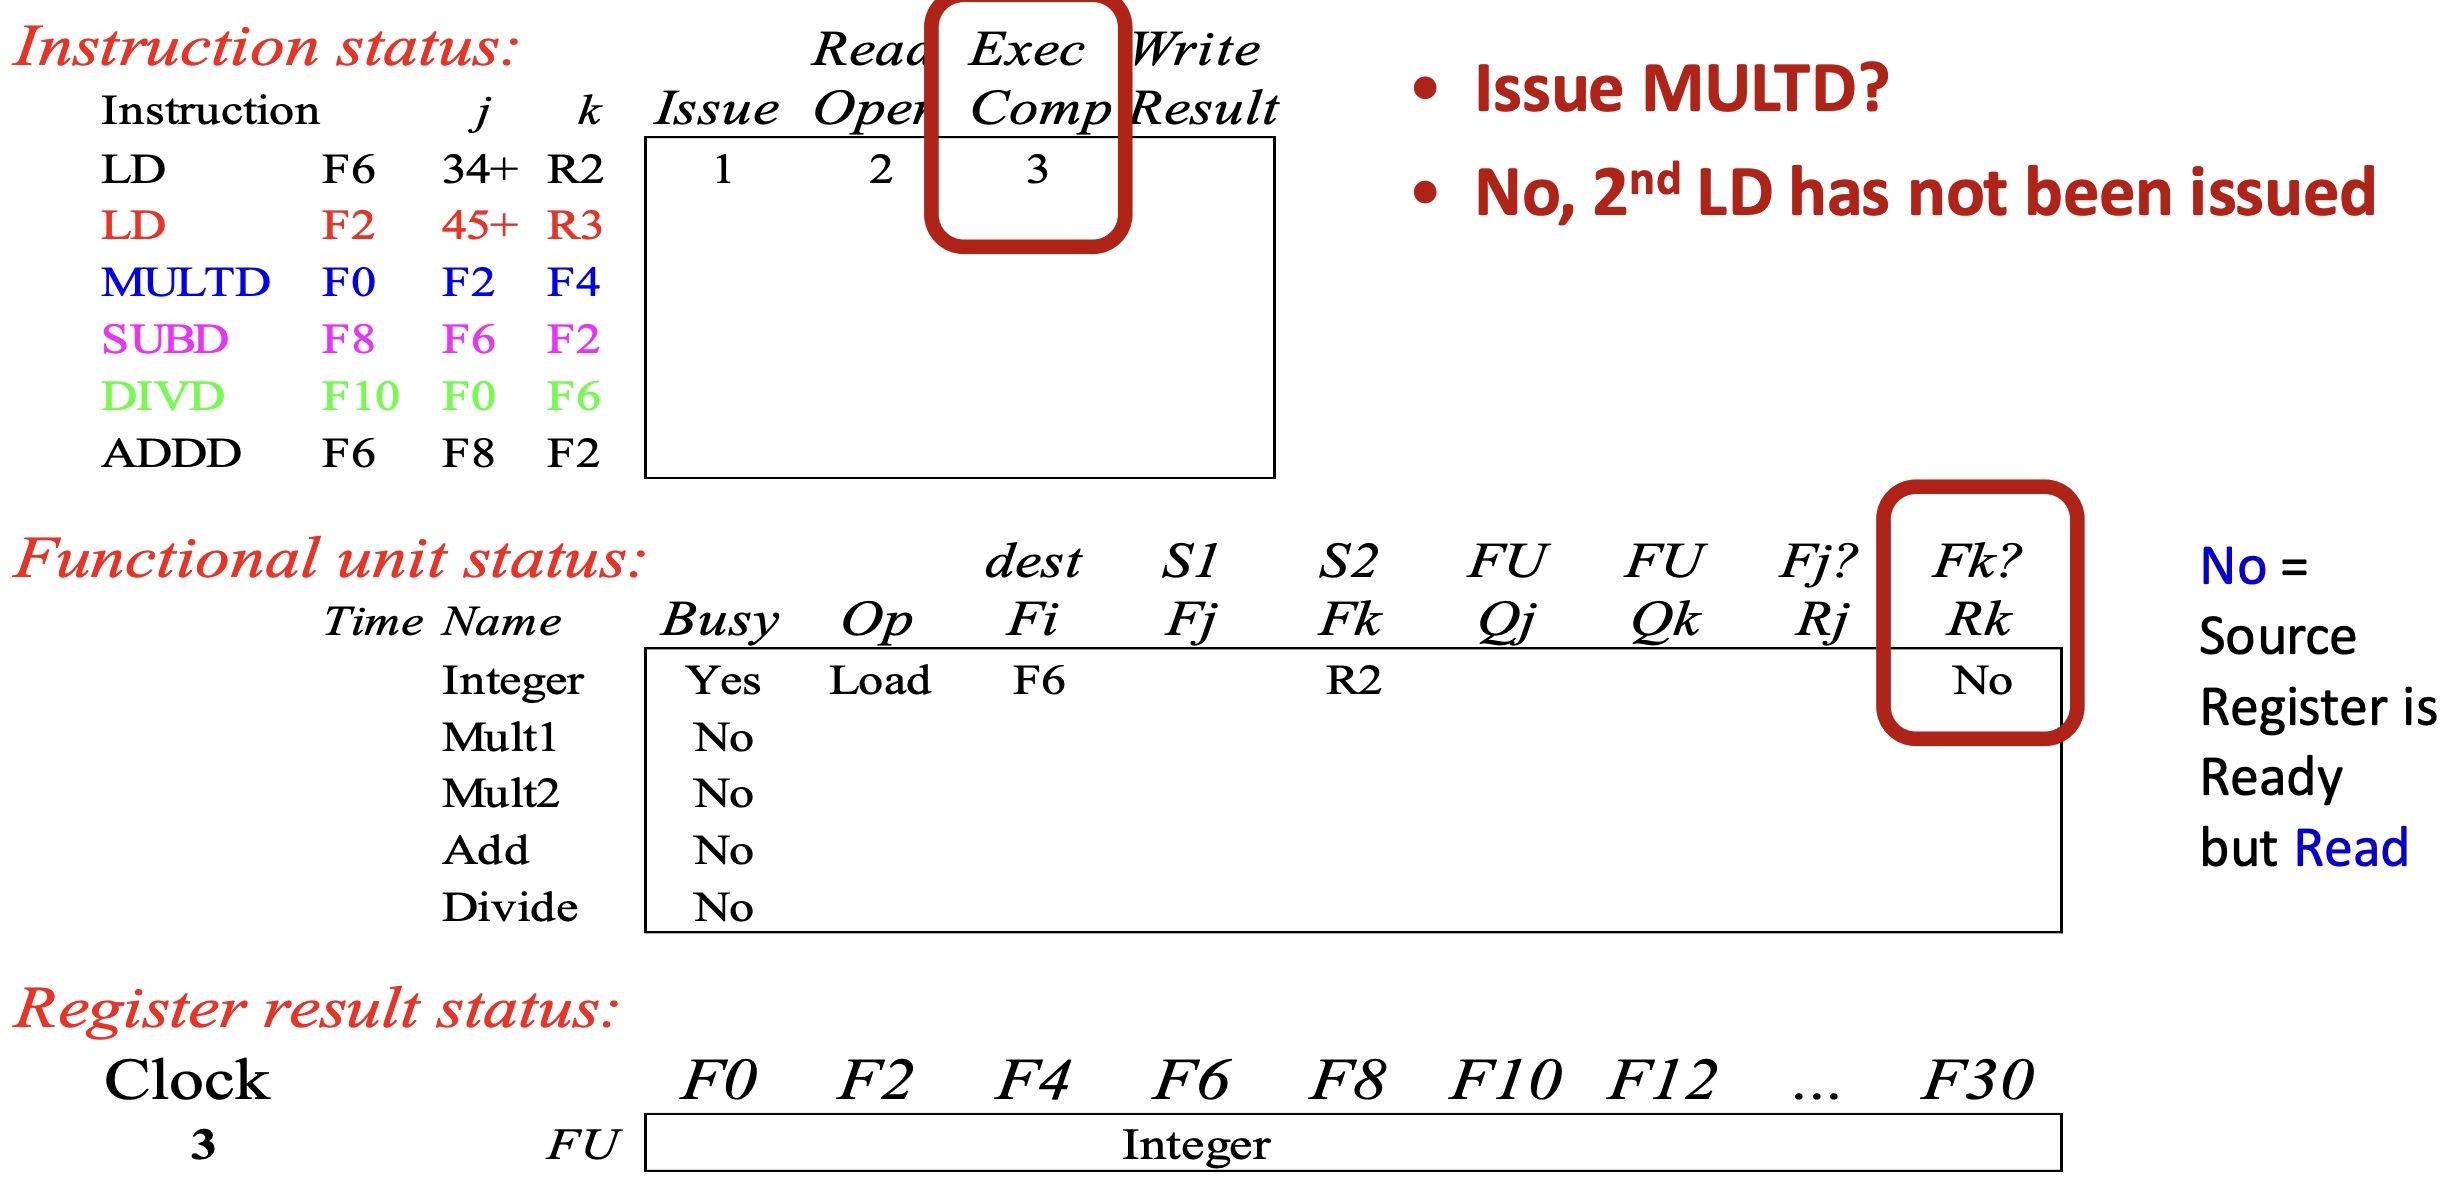 Instruction status: Read Exec Write
Instruction j k Issue Oper Comp Result
LD F6 34+ R2 1 2 3
LD F2 45+ R3
MULTD F0 F2 F4
SUBD F8 F6 F2
DIVD F10 F0 F6
ADDD F6 F8 F2
• Issue MULTD?
• No, 2nd LD has not been issued
Functional unit status: dest S1 S2 FU FU Fj? Fk?
Time Name Busy Op Fi Fj Fk Qj Qk Rj Rk
Integer Yes Load F6 R2 No
Mult1 No
Mult2 No
Add No
Divide No
No =
Source
Register is
Ready
but Read
Register result status:
Clock F0 F2 F4 F6 F8 F10 F12 ... F30
3 FU Integer